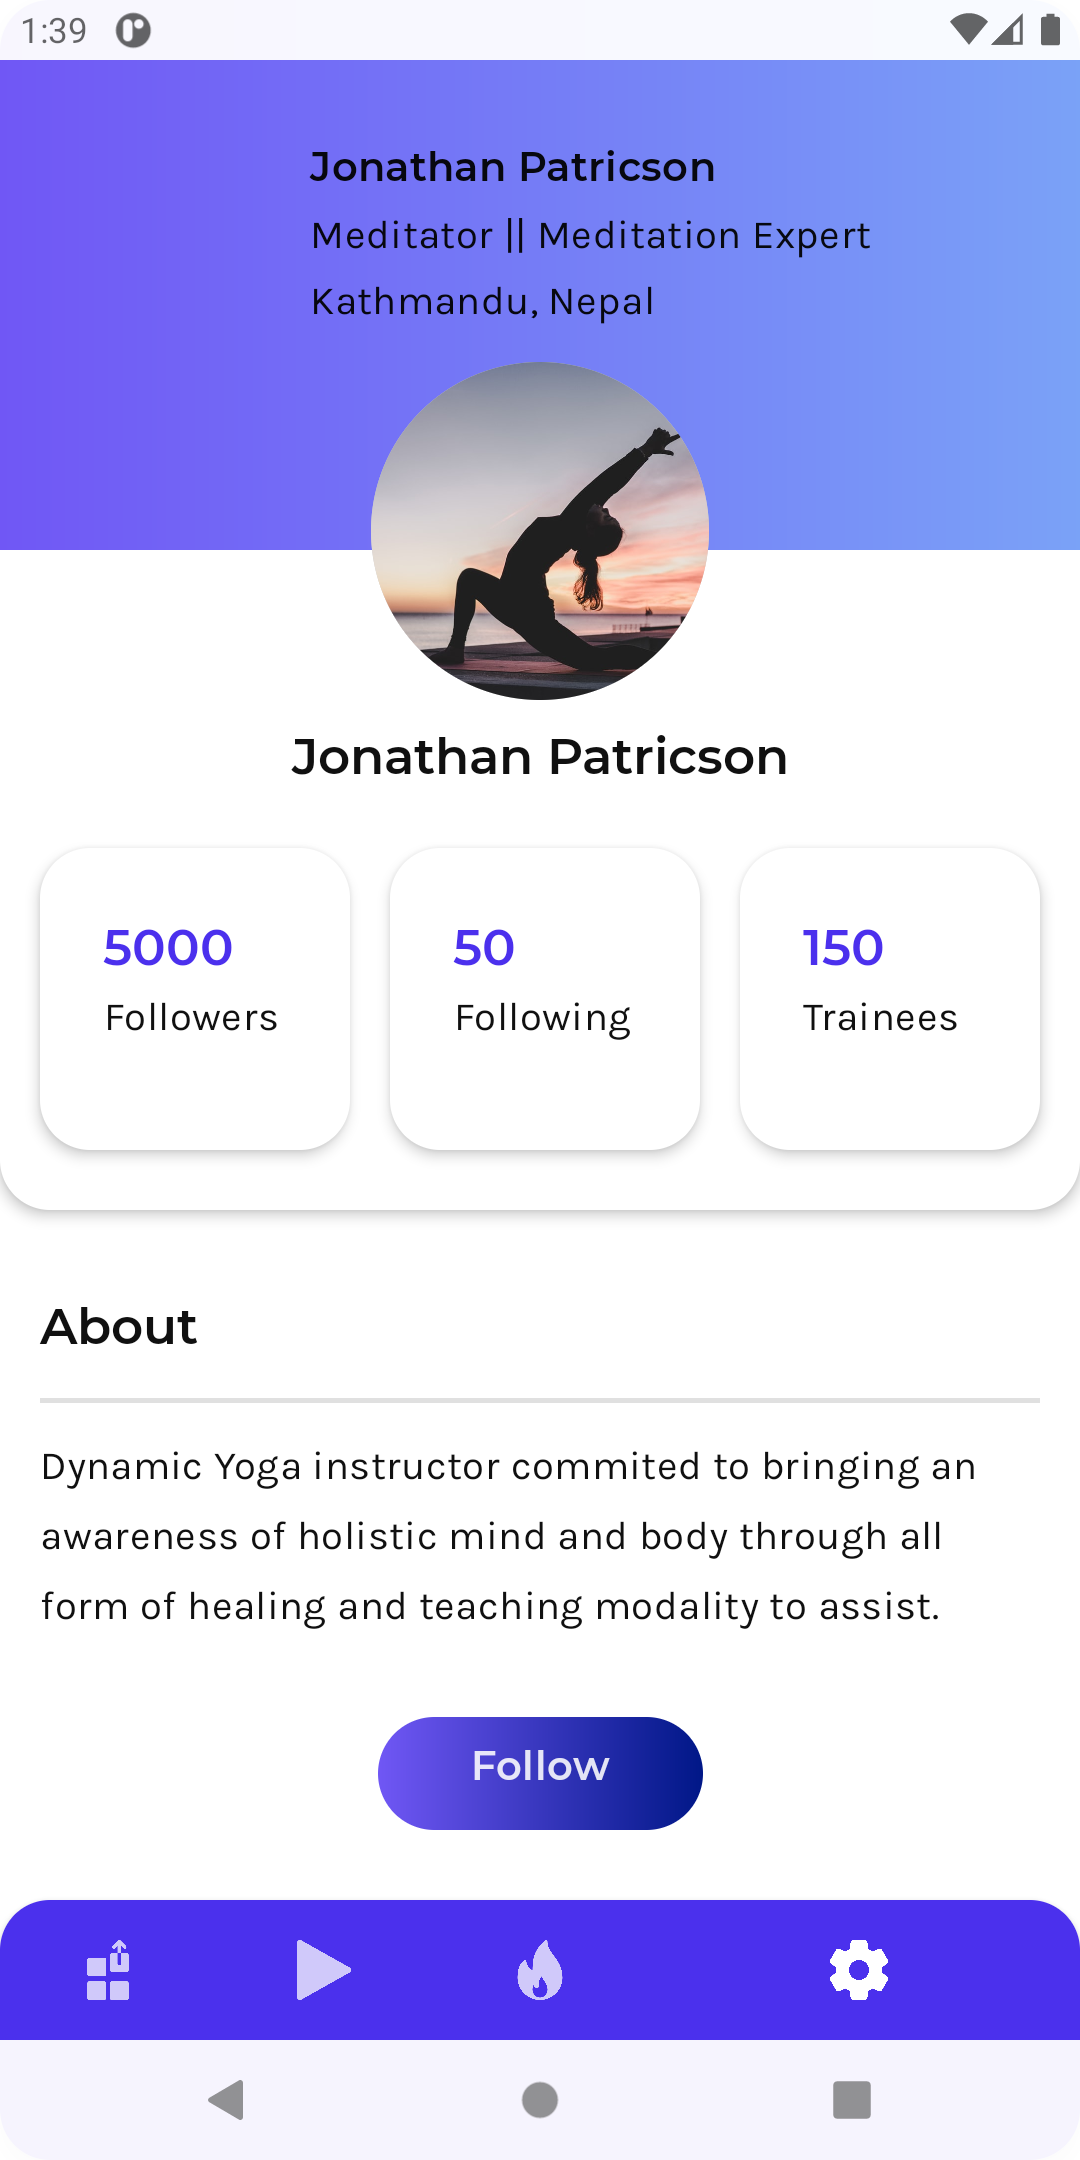 1:39
Jonathan Patricson
Meditator || Meditation Expert
Kathmandu, Nepal
Jonathan Patricson
5000
Followers
50
Following
150
Trainees
About
Dynamic Yoga instructor commited to bringing an
awareness of holistic mind and body through all
form of healing and teaching modality to assist.
Follow